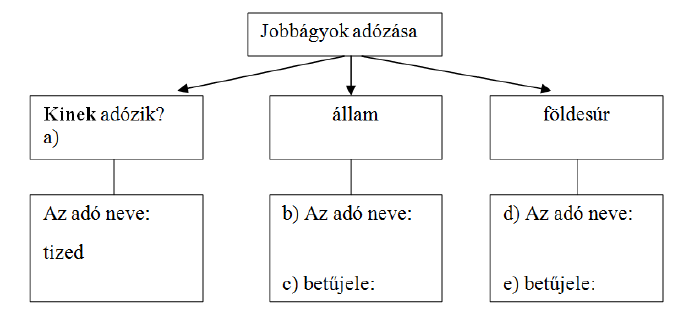 Jobbágyok adózása
Kinek adózik?
a)
állam
földesúr
Az adó neve:
tized
b) Az adó neve:
c) betűjele:
d) Az adó neve:
e) betűjele: